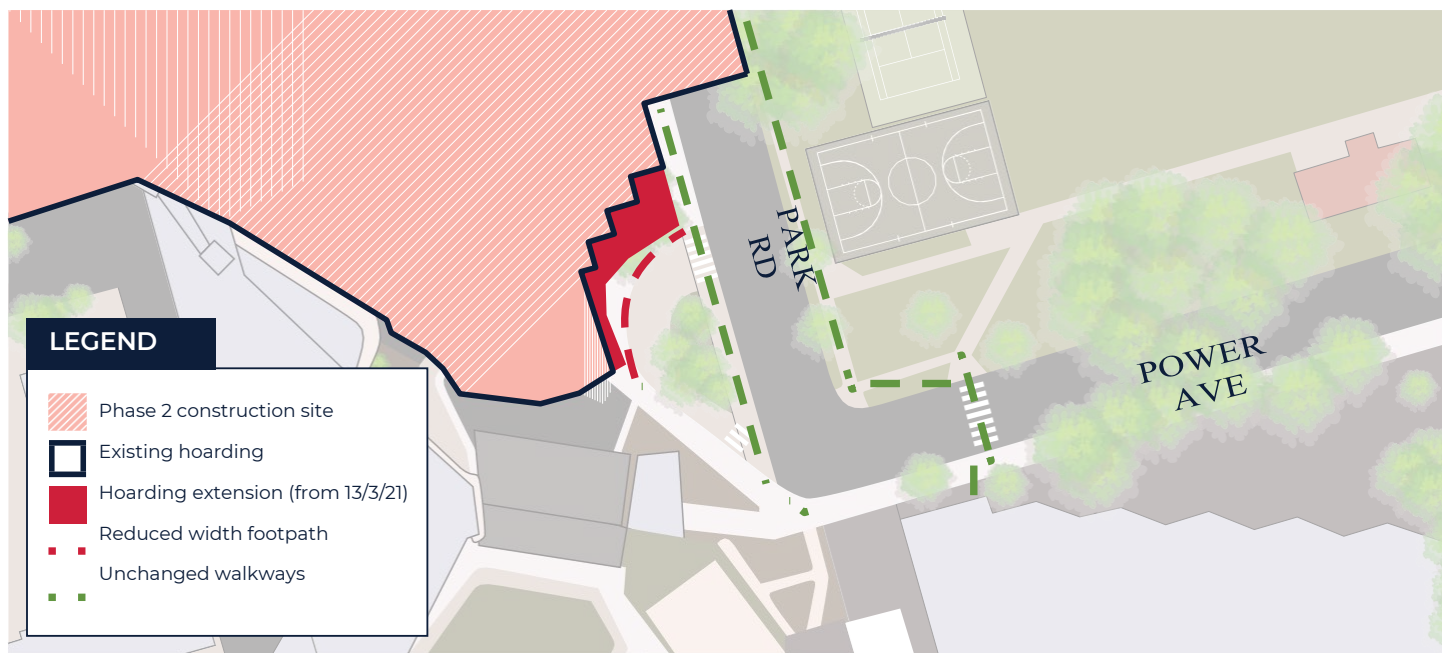 PARK
RD
POWER
AVE
LEGEND
Phase 2 construction site
Existing hoarding
Hoarding extension (from 13/3/21)
Reduced width footpath
Unchanged walkways